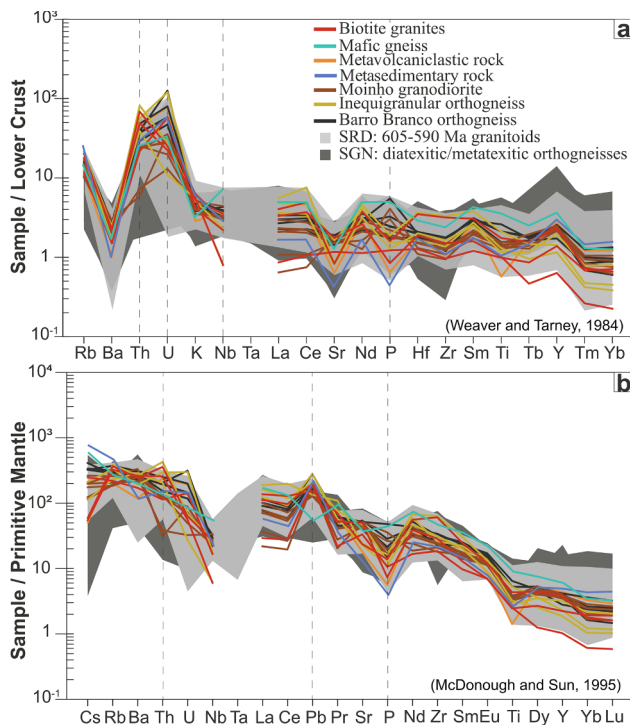 a
Sample / Lower Crust
10³
10²
10
1
10⁻¹
Biotite granites
Mafic gneiss
Metavolcaniclastic rock
Metasedimentary rock
Moinho granodiorite
Inequigranular orthogneiss
Barro Branco orthogneiss
SRD: 605-590 Ma granitoids
SGN: diatexitic/metatexitic orthogneisses
(Weaver and Tarney, 1984)
Rb Ba Th U K Nb Ta La Ce Sr Nd P Hf Zr Sm Ti Tb Y Tm Yb
b
Sample / Primitive Mantle
10⁴
10³
10²
10
1
10⁻¹
(McDonough and Sun, 1995)
Cs Rb Ba Th U Nb Ta La Ce Pb Pr Sr P Nd Zr SmEu Ti Dy Y Yb Lu